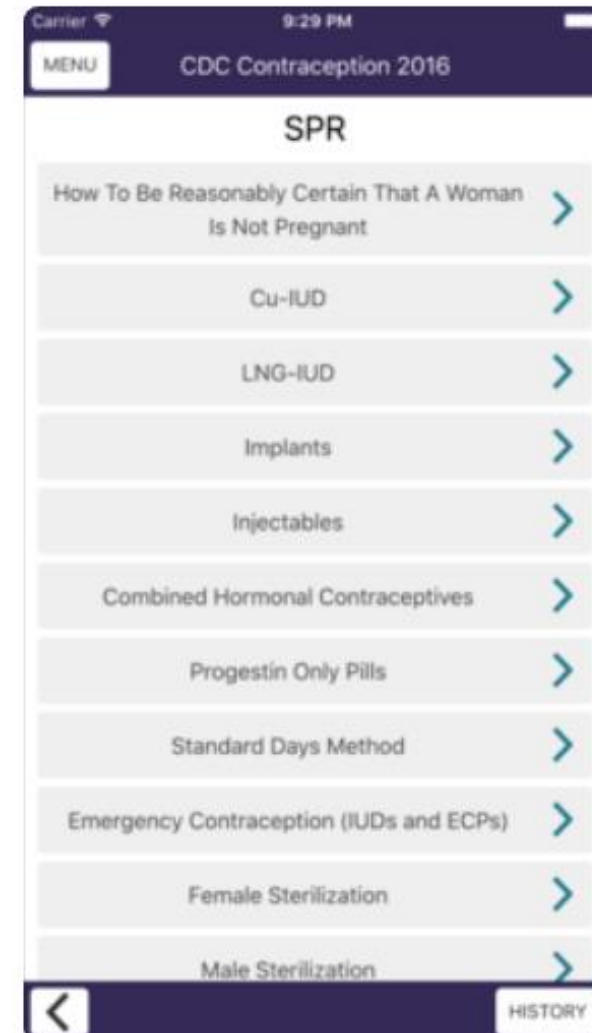 Carrier 9:29 PM
MENU CDC Contraception 2016
SPR
How To Be Reasonably Certain That A Woman
Is Not Pregnant
Cu-IUD
LNG-IUD
Implants
Injectables
Combined Hormonal Contraceptives
Progestin Only Pills
Standard Days Method
Emergency Contraception (IUDs and ECPs)
Female Sterilization
Male Sterilization
HISTORY